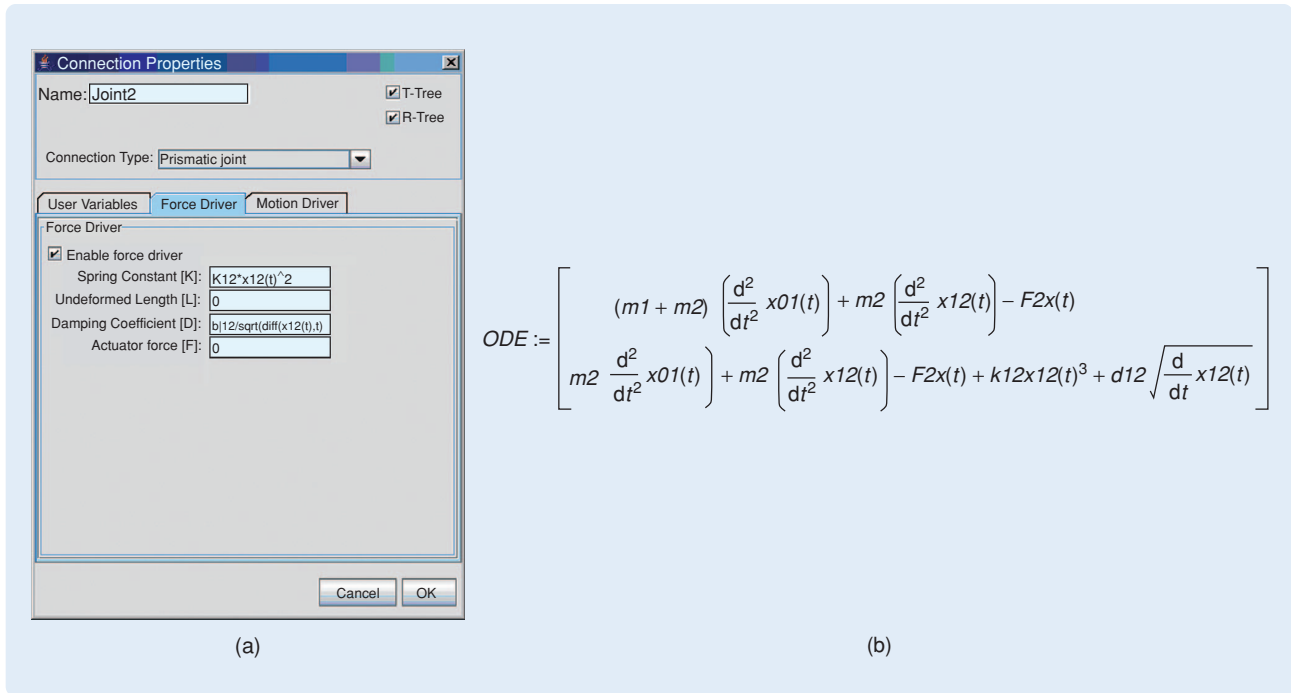 Connection Properties
Name: Joint2
T-Tree
R-Tree
Connection Type: Prismatic joint
User Variables Force Driver Motion Driver
Force Driver
Enable force driver
Spring Constant [K]: K12*x12(t)^2
Undeformed Length [L]: 0
Damping Coefficient [D]: b|12/sqrt(diff(x12(t),t)
Actuator force [F]: 0
Cancel OK
(a)
ODE := [ (m1 + m2) (d²/dt² x01(t)) + m2 (d²/dt² x12(t)) – F2x(t)
m2 d²/dt² x01(t)) + m2 (d²/dt² x12(t)) – F2x(t) + k12x12(t)³ + d12 √(d/dt x12(t)) ]
(b)